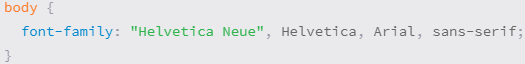 body {
  font-family: "Helvetica Neue", Helvetica, Arial, sans-serif;
}